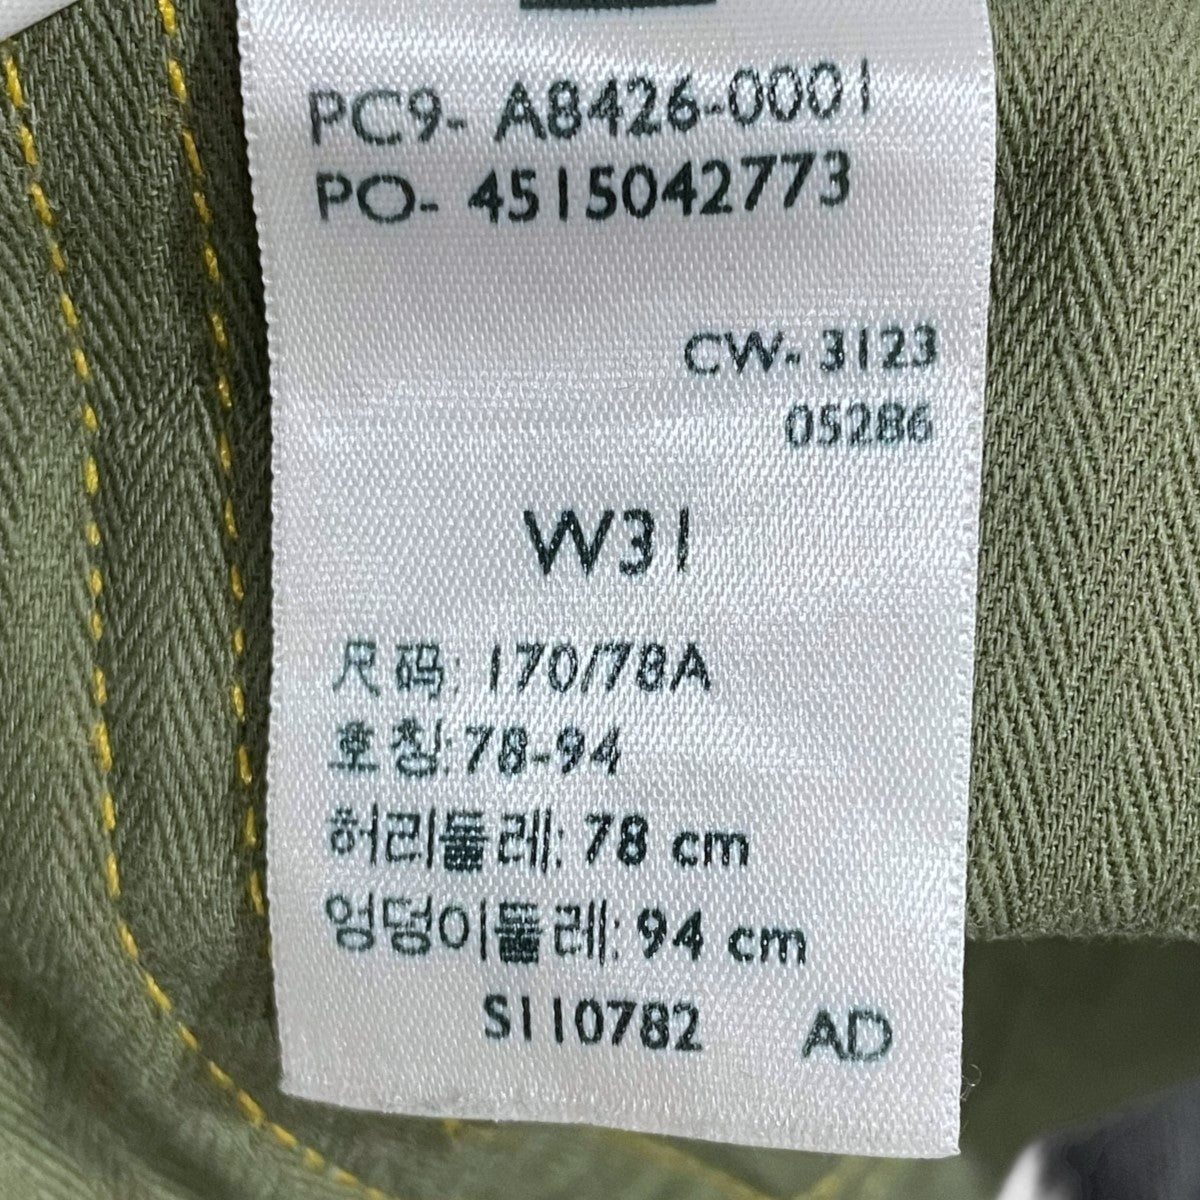 PC9- A8426-0001
PO- 4515042773
CW- 3123
05286
W31
尺码: 170/78A
호칭: 78-94
허리둘레: 78 cm
엉덩이둘레: 94 cm
S110782 AD